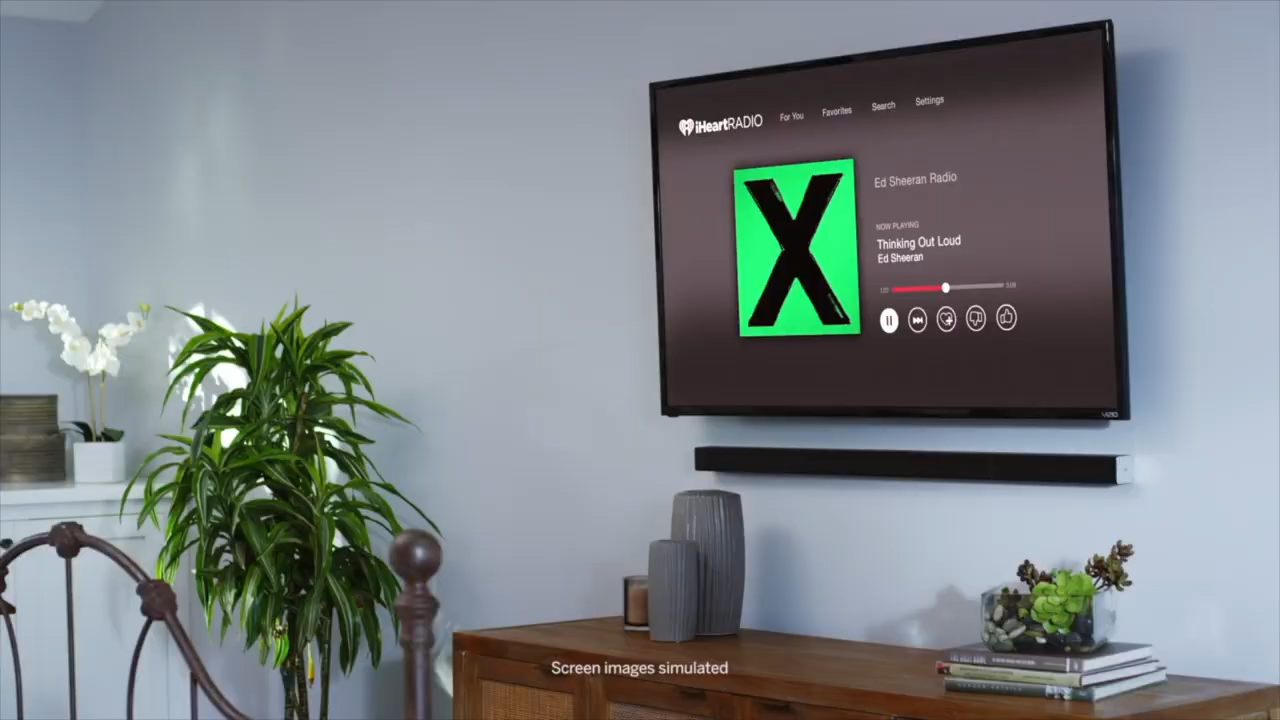 iHeartRADIO For You Favorites Search Settings
X
Ed Sheeran Radio
NOW PLAYING
Thinking Out Loud
Ed Sheeran
VIZIO
Screen images simulated